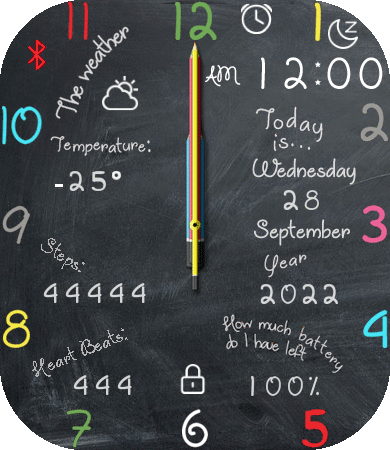 11 12 1
The weather
AM 12:00
10
2
Today
is...
Temperature:
-25°
Wednesday
28
9
3
September
Steps:
Year
44444
2022
8
4
How much battery
do I have left
Heart Beats:
444
100%
7 6 5